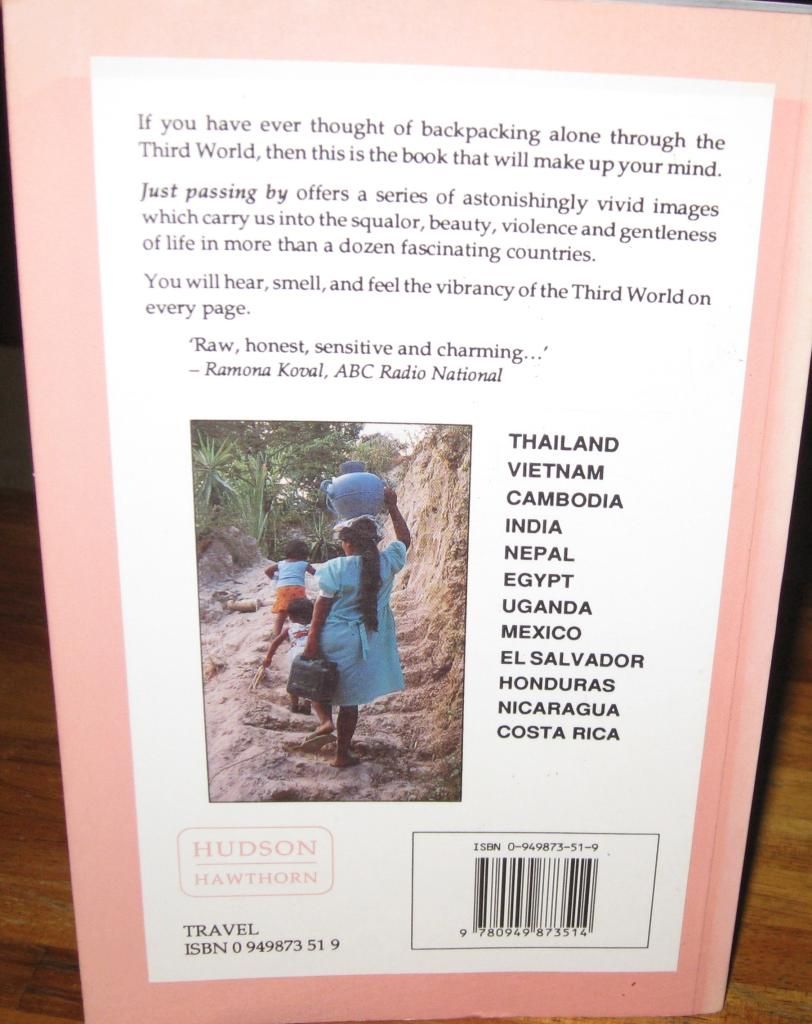 If you have ever thought of backpacking alone through the
Third World, then this is the book that will make up your mind.
Just passing by offers a series of astonishingly vivid images
which carry us into the squalor, beauty, violence and gentleness
of life in more than a dozen fascinating countries.
You will hear, smell, and feel the vibrancy of the Third World on
every page.
‘Raw, honest, sensitive and charming...’
– Ramona Koval, ABC Radio National
THAILAND
VIETNAM
CAMBODIA
INDIA
NEPAL
EGYPT
UGANDA
MEXICO
EL SALVADOR
HONDURAS
NICARAGUA
COSTA RICA
HUDSON
HAWTHORN
TRAVEL
ISBN 0 949873 51 9
ISBN 0-949873-51-9
9 780949 873514